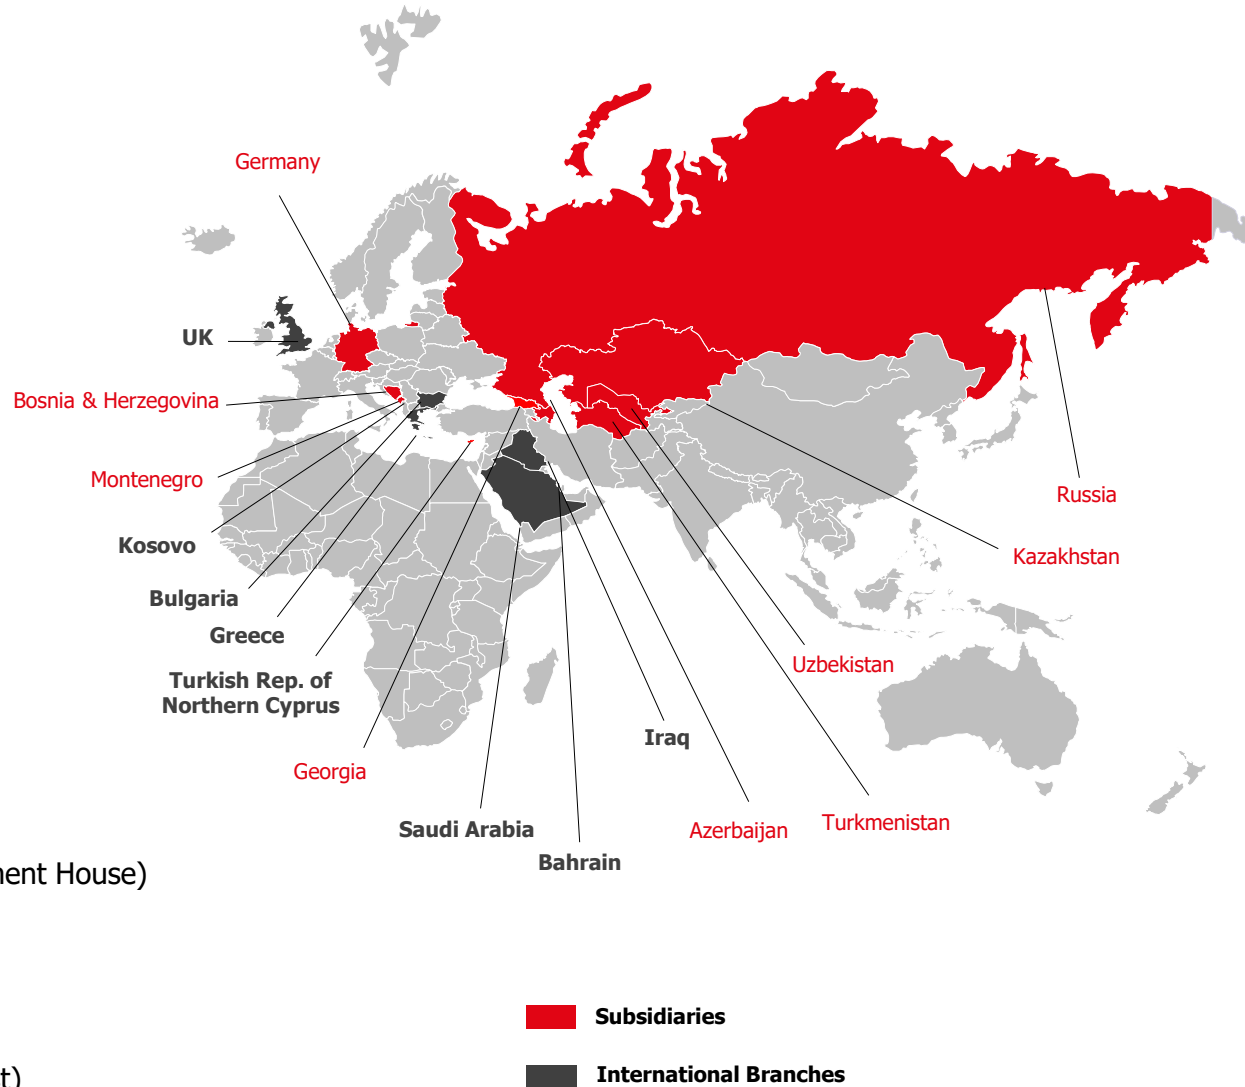 Germany
UK
Bosnia & Herzegovina
Montenegro
Russia
Kosovo
Kazakhstan
Bulgaria
Greece
Uzbekistan
Turkish Rep. of
Northern Cyprus
Iraq
Georgia
Saudi Arabia
Azerbaijan
Turkmenistan
Bahrain
House)
Subsidiaries
International Branches